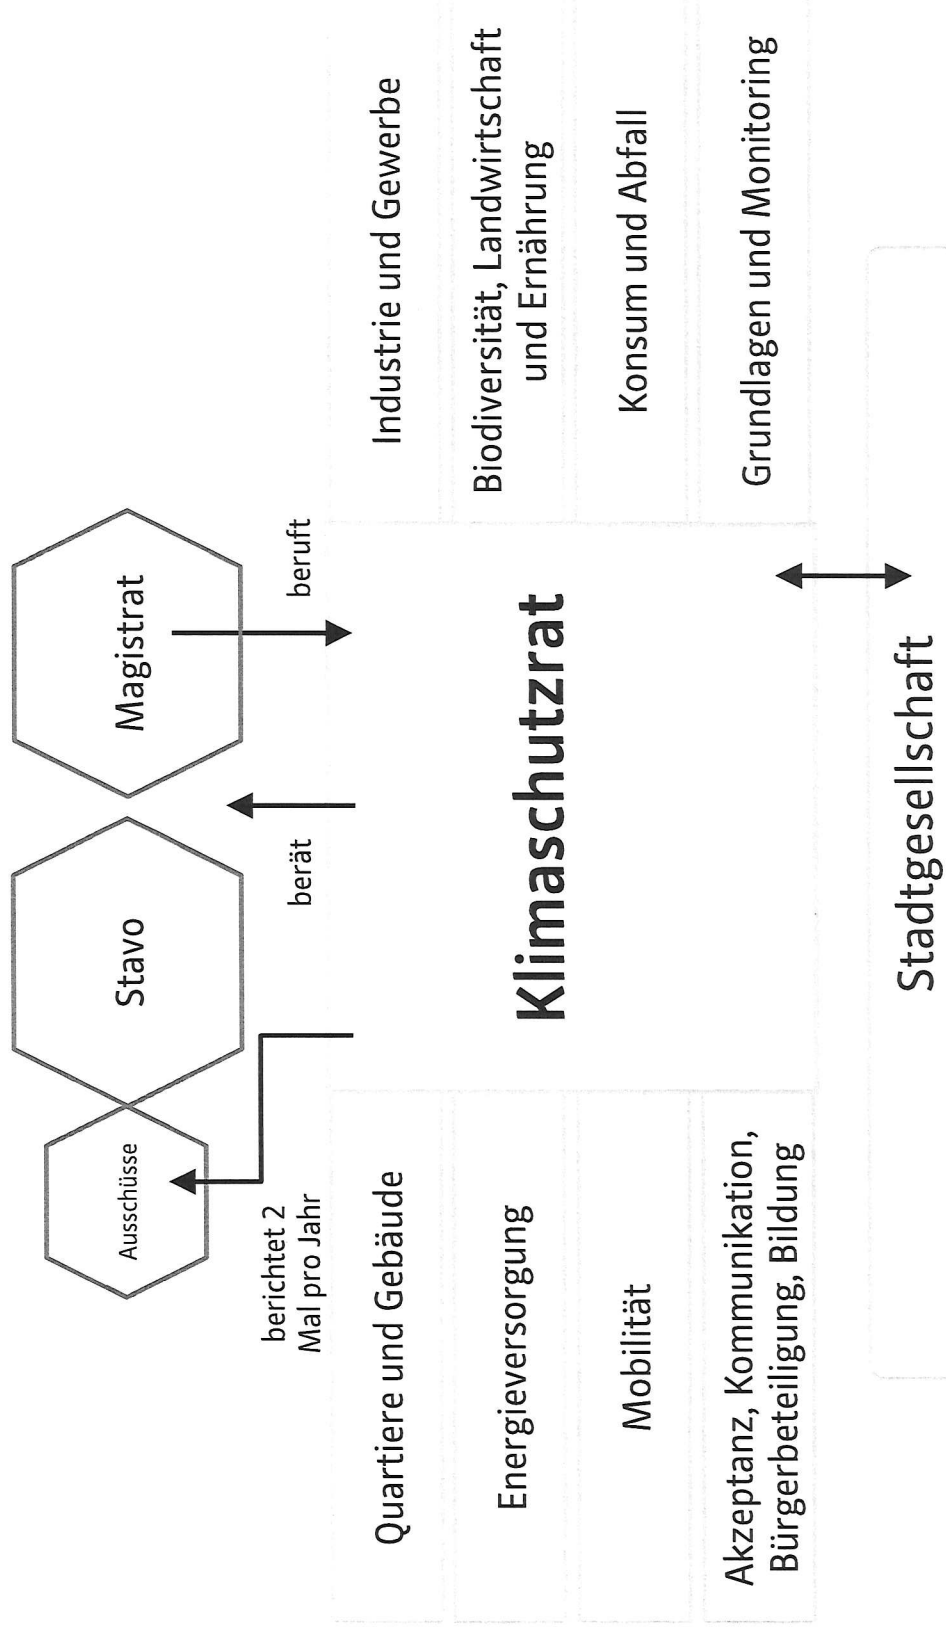 Ausschüsse
Stavo
Magistrat
berichtet 2
Mal pro Jahr
berät
beruft
Quartiere und Gebäude
Energieversorgung
Mobilität
Akzeptanz, Kommunikation,
Bürgerbeteiligung, Bildung
Klimaschutzrat
Industrie und Gewerbe
Biodiversität, Landwirtschaft
und Ernährung
Konsum und Abfall
Grundlagen und Monitoring
Stadtgesellschaft